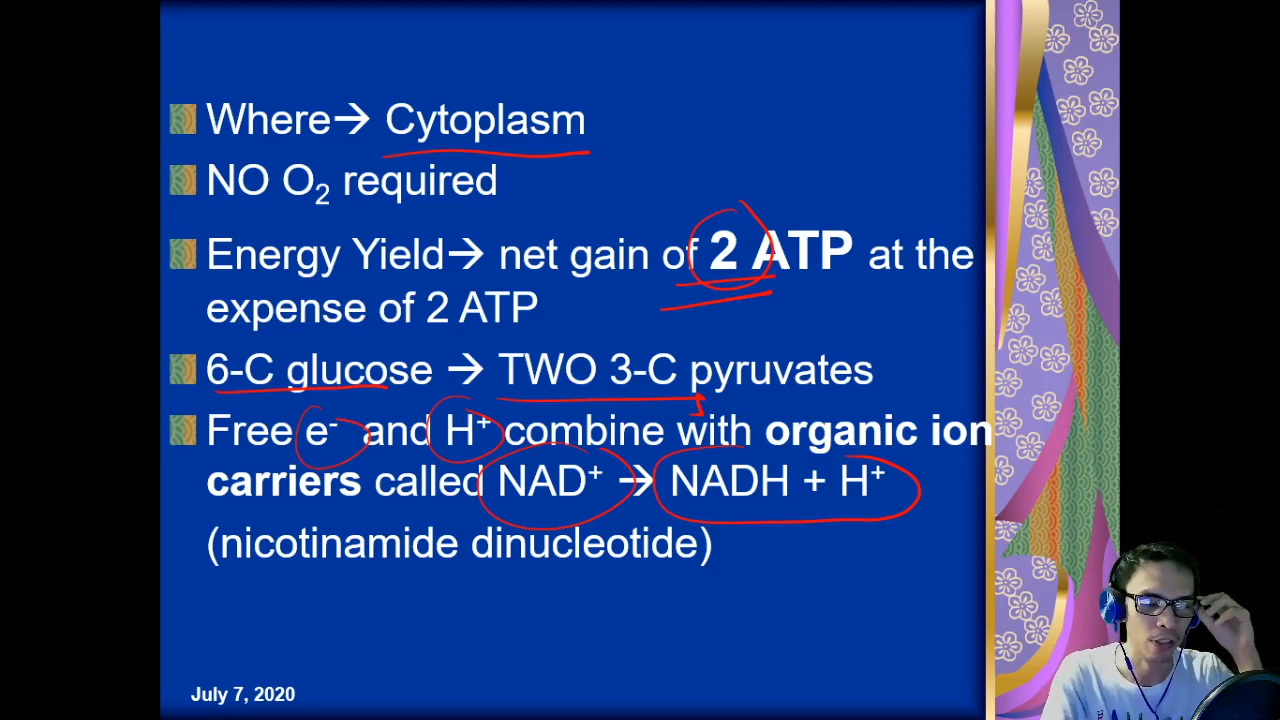 Where→ Cytoplasm
NO O₂ required
Energy Yield→ net gain of 2 ATP at the
expense of 2 ATP
6-C glucose → TWO 3-C pyruvates
Free e⁻ and H⁺ combine with organic ion
carriers called NAD⁺ → NADH + H⁺
(nicotinamide dinucleotide)
July 7, 2020